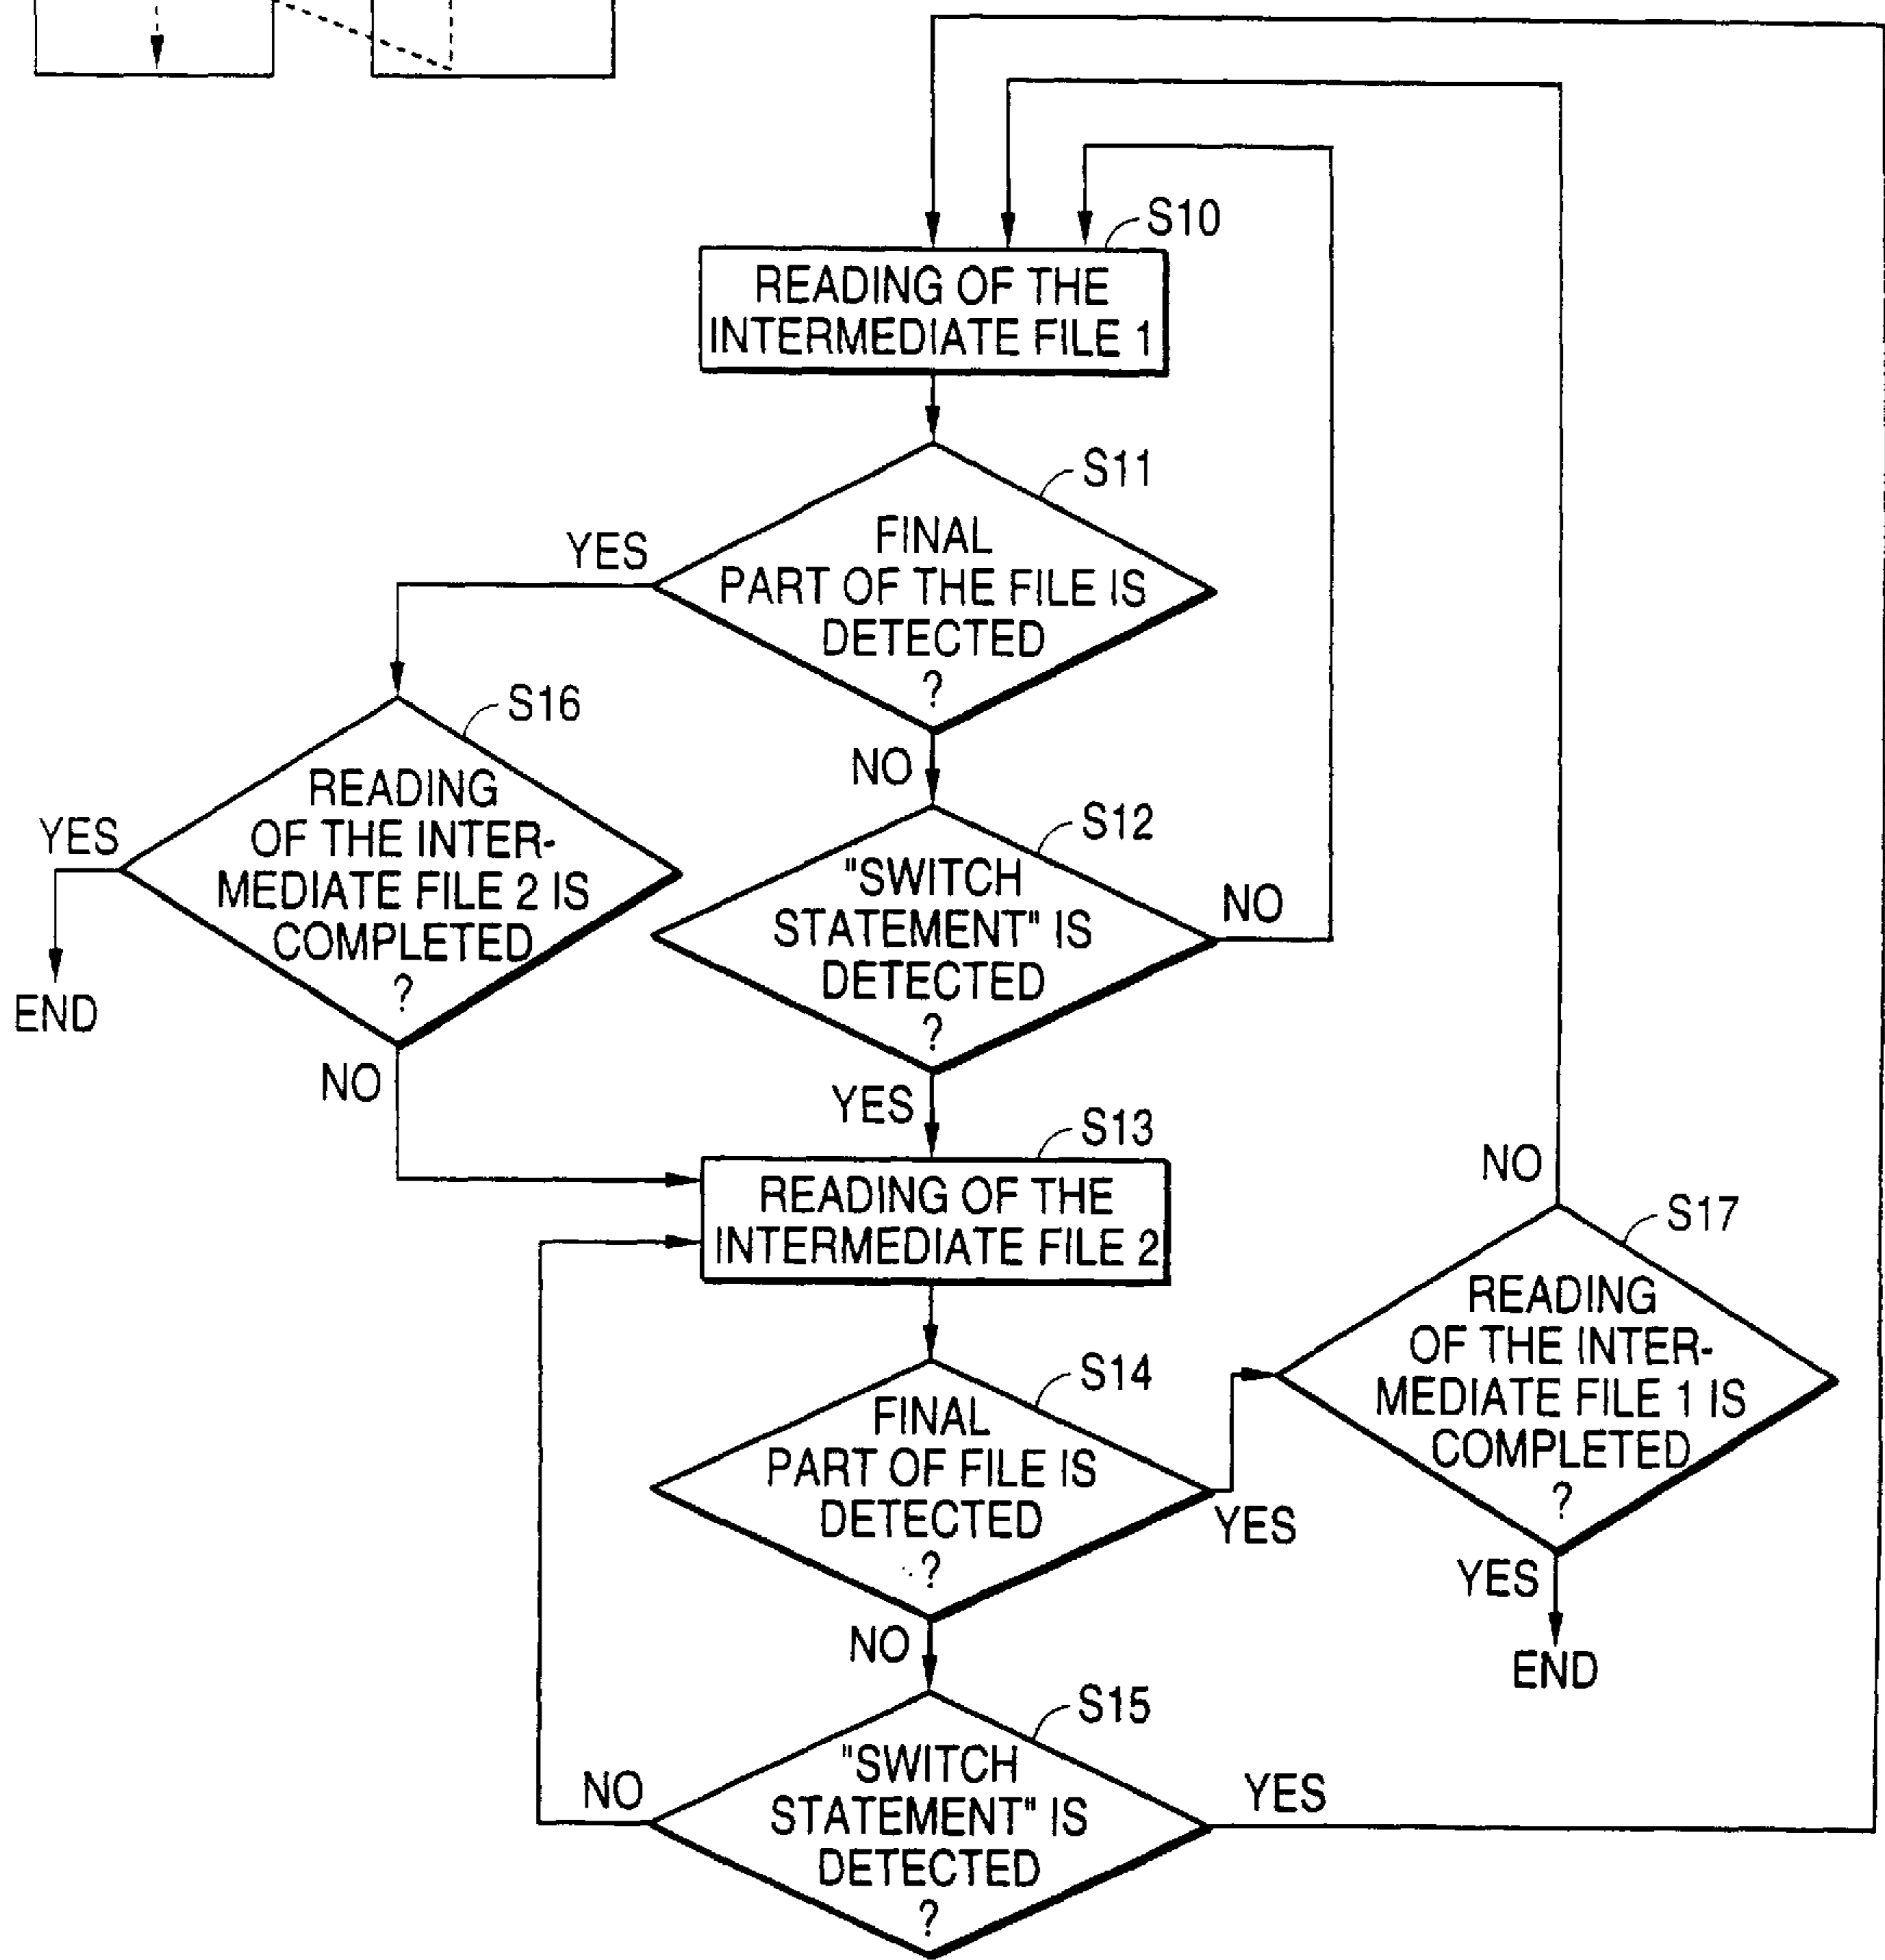 S10
READING OF THE
INTERMEDIATE FILE 1
S11
FINAL
PART OF THE FILE IS
DETECTED
?
YES
NO
S16
READING
OF THE INTER-
MEDIATE FILE 2 IS
COMPLETED
?
YES
END
NO
S12
"SWITCH
STATEMENT" IS
DETECTED
?
NO
YES
S13
READING OF THE
INTERMEDIATE FILE 2
S14
FINAL
PART OF FILE IS
DETECTED
?
YES
NO
S17
READING
OF THE INTER-
MEDIATE FILE 1 IS
COMPLETED
?
NO
YES
END
S15
"SWITCH
STATEMENT" IS
DETECTED
?
NO
YES